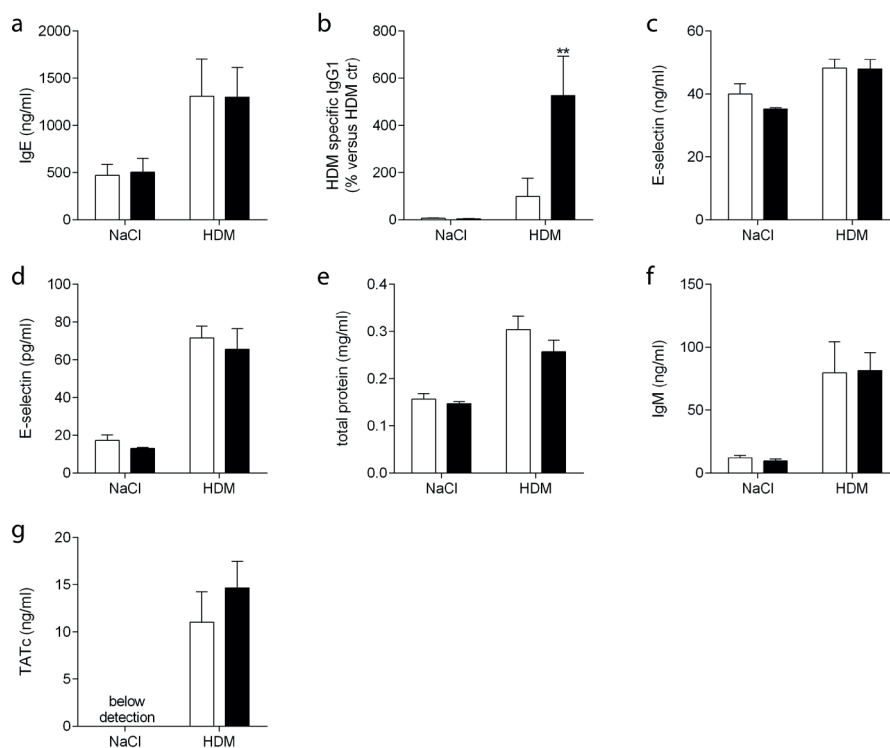 a
IgE (ng/ml)
2000
1500
1000
500
0
NaCl
HDM
b
HDM specific IgG1
(% versus HDM ctr)
800
600
400
200
0
**
NaCl
HDM
c
E-selectin (ng/ml)
60
40
20
0
NaCl
HDM
d
E-selectin (pg/ml)
100
80
60
40
20
0
NaCl
HDM
e
total protein (mg/ml)
0.4
0.3
0.2
0.1
0.0
NaCl
HDM
f
IgM (ng/ml)
150
100
50
0
NaCl
HDM
g
TATc (ng/ml)
20
15
10
5
0
below
detection
NaCl
HDM